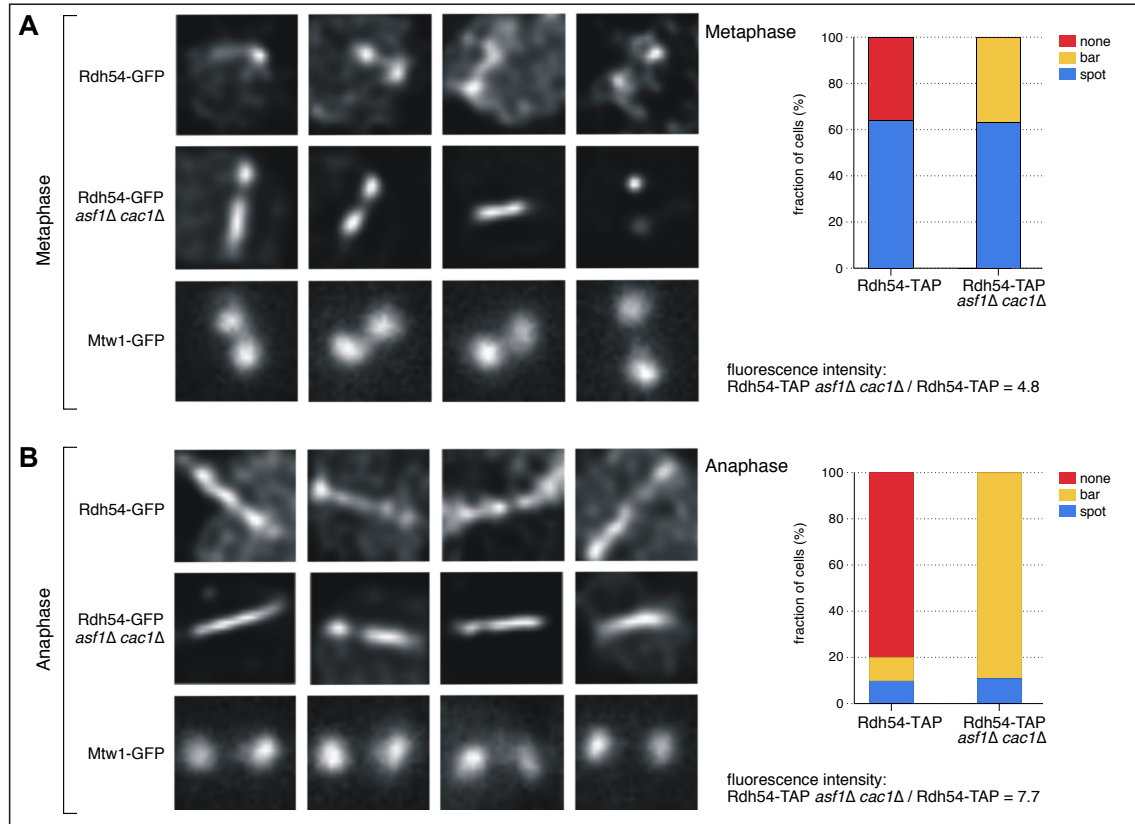 A
Metaphase
Rdh54-GFP
Rdh54-GFP
asf1Δ cac1Δ
Mtw1-GFP
Metaphase
fraction of cells (%)
100
80
60
40
20
0
none
bar
spot
Rdh54-TAP
Rdh54-TAP
asf1Δ cac1Δ
fluorescence intensity:
Rdh54-TAP asf1Δ cac1Δ / Rdh54-TAP = 4.8
B
Anaphase
Rdh54-GFP
Rdh54-GFP
asf1Δ cac1Δ
Mtw1-GFP
Anaphase
fraction of cells (%)
100
80
60
40
20
0
none
bar
spot
Rdh54-TAP
Rdh54-TAP
asf1Δ cac1Δ
fluorescence intensity:
Rdh54-TAP asf1Δ cac1Δ / Rdh54-TAP = 7.7